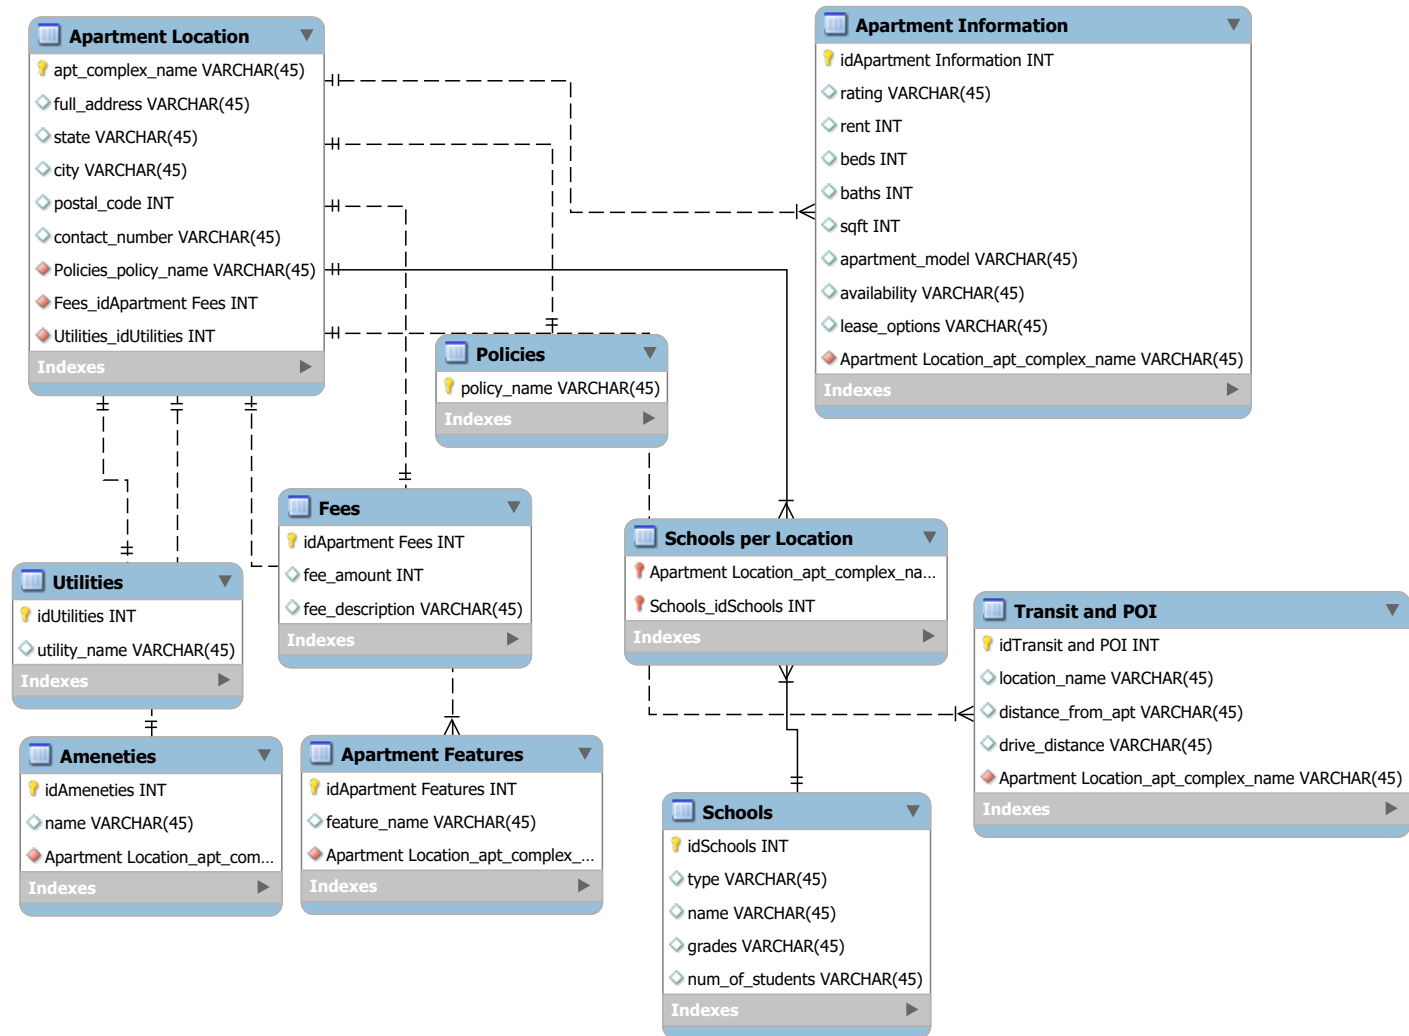 Apartment Location
apt_complex_name VARCHAR(45)
full_address VARCHAR(45)
state VARCHAR(45)
city VARCHAR(45)
postal_code INT
contact_number VARCHAR(45)
Policies_policy_name VARCHAR(45)
Fees_idApartment Fees INT
Utilities_idUtilities INT
Indexes
Apartment Information
idApartment Information INT
rating VARCHAR(45)
rent INT
beds INT
baths INT
sqft INT
apartment_model VARCHAR(45)
availability VARCHAR(45)
lease_options VARCHAR(45)
Apartment Location_apt_complex_name VARCHAR(45)
Indexes
Policies
policy_name VARCHAR(45)
Indexes
Fees
idApartment Fees INT
fee_amount INT
fee_description VARCHAR(45)
Indexes
Schools per Location
Apartment Location_apt_complex_na...
Schools_idSchools INT
Indexes
Utilities
idUtilities INT
utility_name VARCHAR(45)
Indexes
Transit and POI
idTransit and POI INT
location_name VARCHAR(45)
distance_from_apt VARCHAR(45)
drive_distance VARCHAR(45)
Apartment Location_apt_complex_name VARCHAR(45)
Indexes
Ameneties
idAmeneties INT
name VARCHAR(45)
Apartment Location_apt_com...
Indexes
Apartment Features
idApartment Features INT
feature_name VARCHAR(45)
Apartment Location_apt_complex_...
Indexes
Schools
idSchools INT
type VARCHAR(45)
name VARCHAR(45)
grades VARCHAR(45)
num_of_students VARCHAR(45)
Indexes